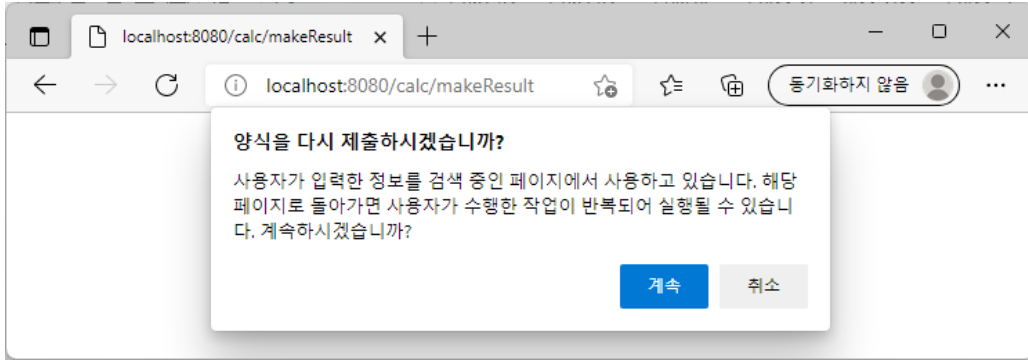 localhost:8080/calc/makeResult
localhost:8080/calc/makeResult
동기화하지 않음
양식을 다시 제출하시겠습니까?
사용자가 입력한 정보를 검색 중인 페이지에서 사용하고 있습니다. 해당
페이지로 돌아가면 사용자가 수행한 작업이 반복되어 실행될 수 있습니
다. 계속하시겠습니까?
계속
취소